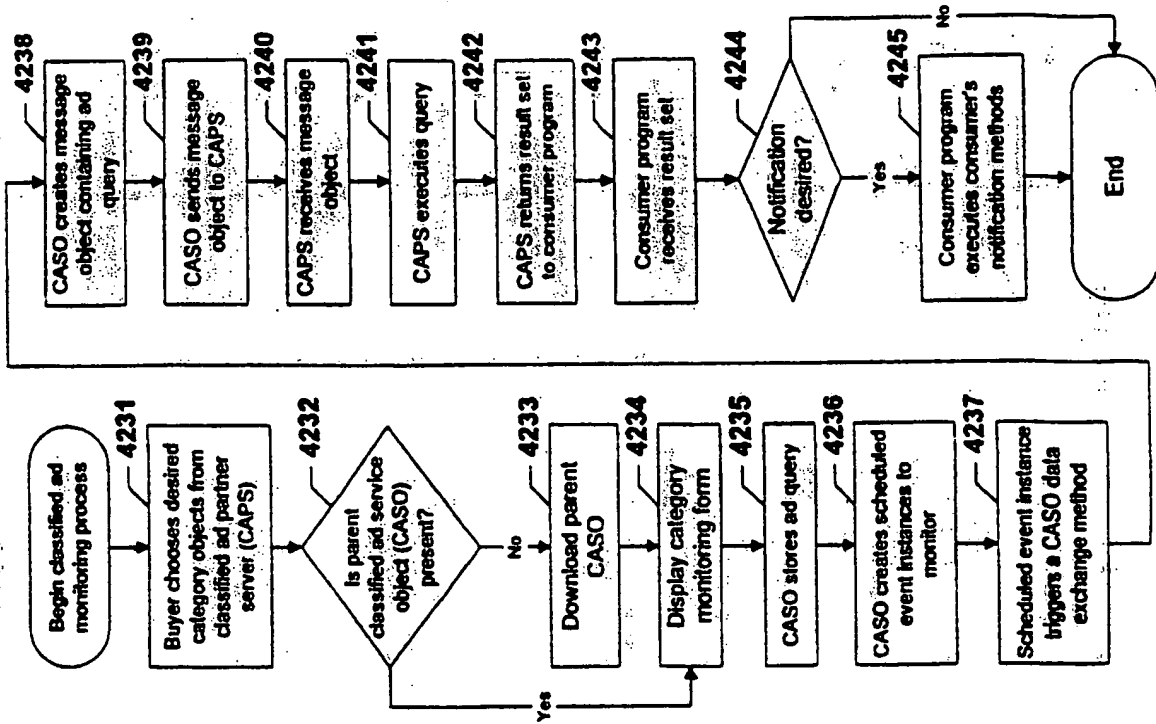 Begin classified ad
monitoring process
4231
Buyer chooses desired
category objects from
classified ad partner
server (CAPS)
4232
Is parent
classified ad service
object (CASO)
present?
Yes
No
4233
Download parent
CASO
4234
Display category
monitoring form
4235
CASO stores ad query
4236
CASO creates scheduled
event instances to
monitor
4237
Scheduled event instance
triggers a CASO data
exchange method
4238
CASO creates message
object containing ad
query
4239
CASO sends message
object to CAPS
4240
CAPS receives message
object
4241
CAPS executes query
4242
CAPS returns result set
to consumer program
4243
Consumer program
receives result set
4244
Notification
desired?
No
Yes
4245
Consumer program
executes consumer's
notification methods
End